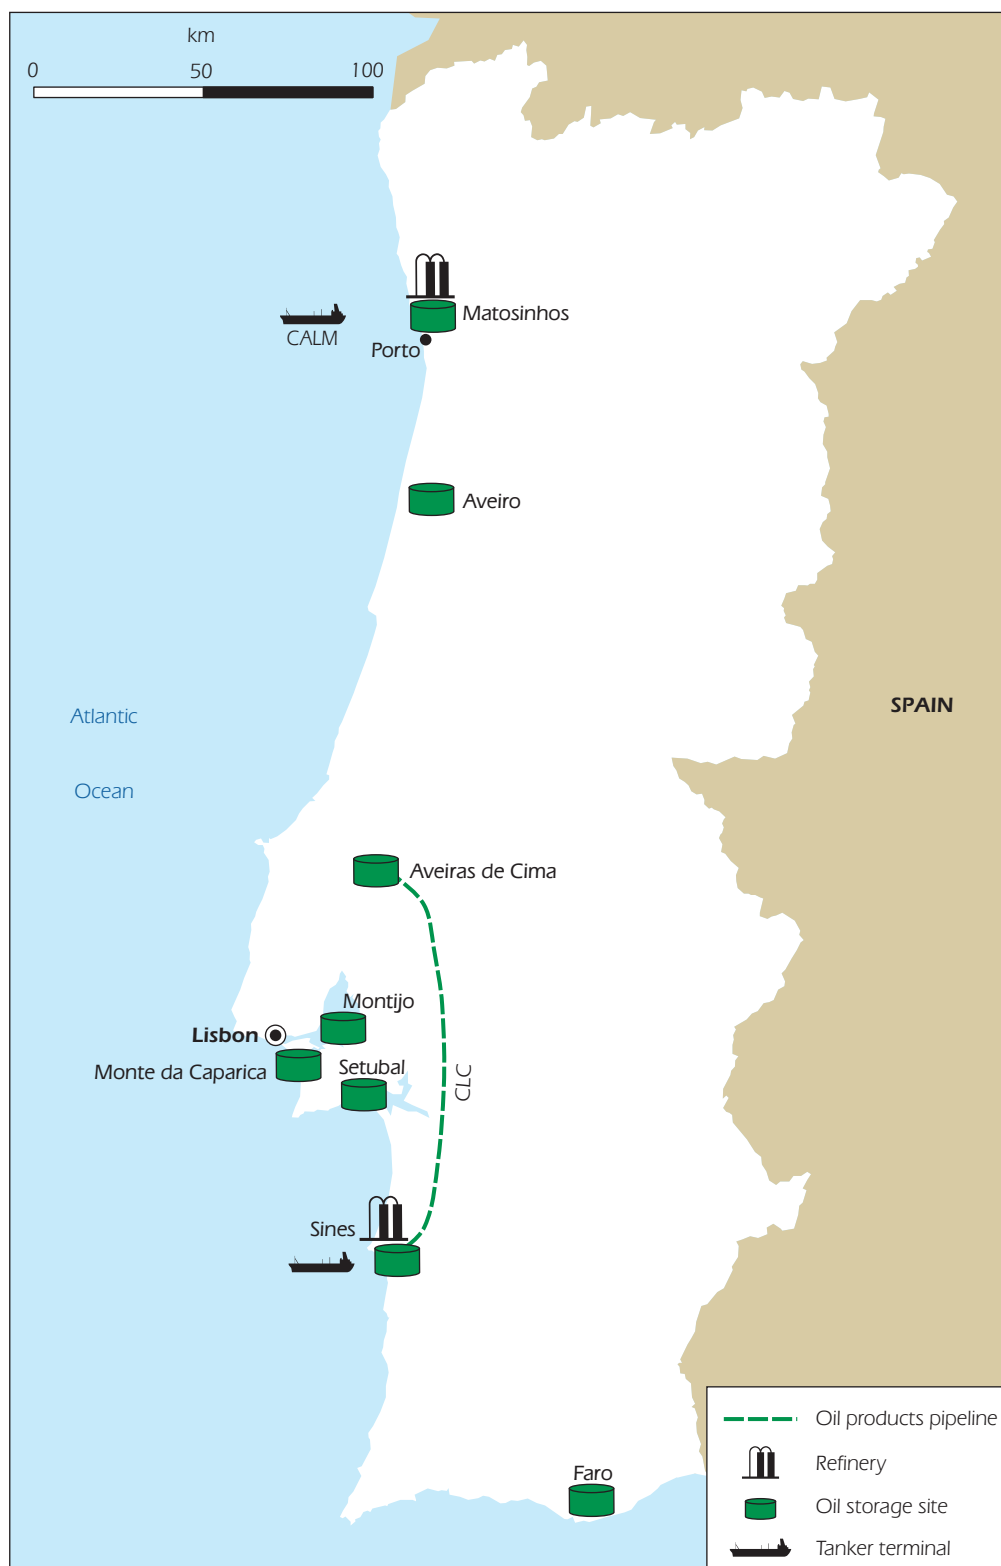 km
0 50 100
Matosinhos
CALM
Porto
Aveiro
SPAIN
Atlantic
Ocean
Aveiras de Cima
Montijo
Lisbon
Monte da Caparica
Setubal
CLC
Sines
Faro
Oil products pipeline
Refinery
Oil storage site
Tanker terminal